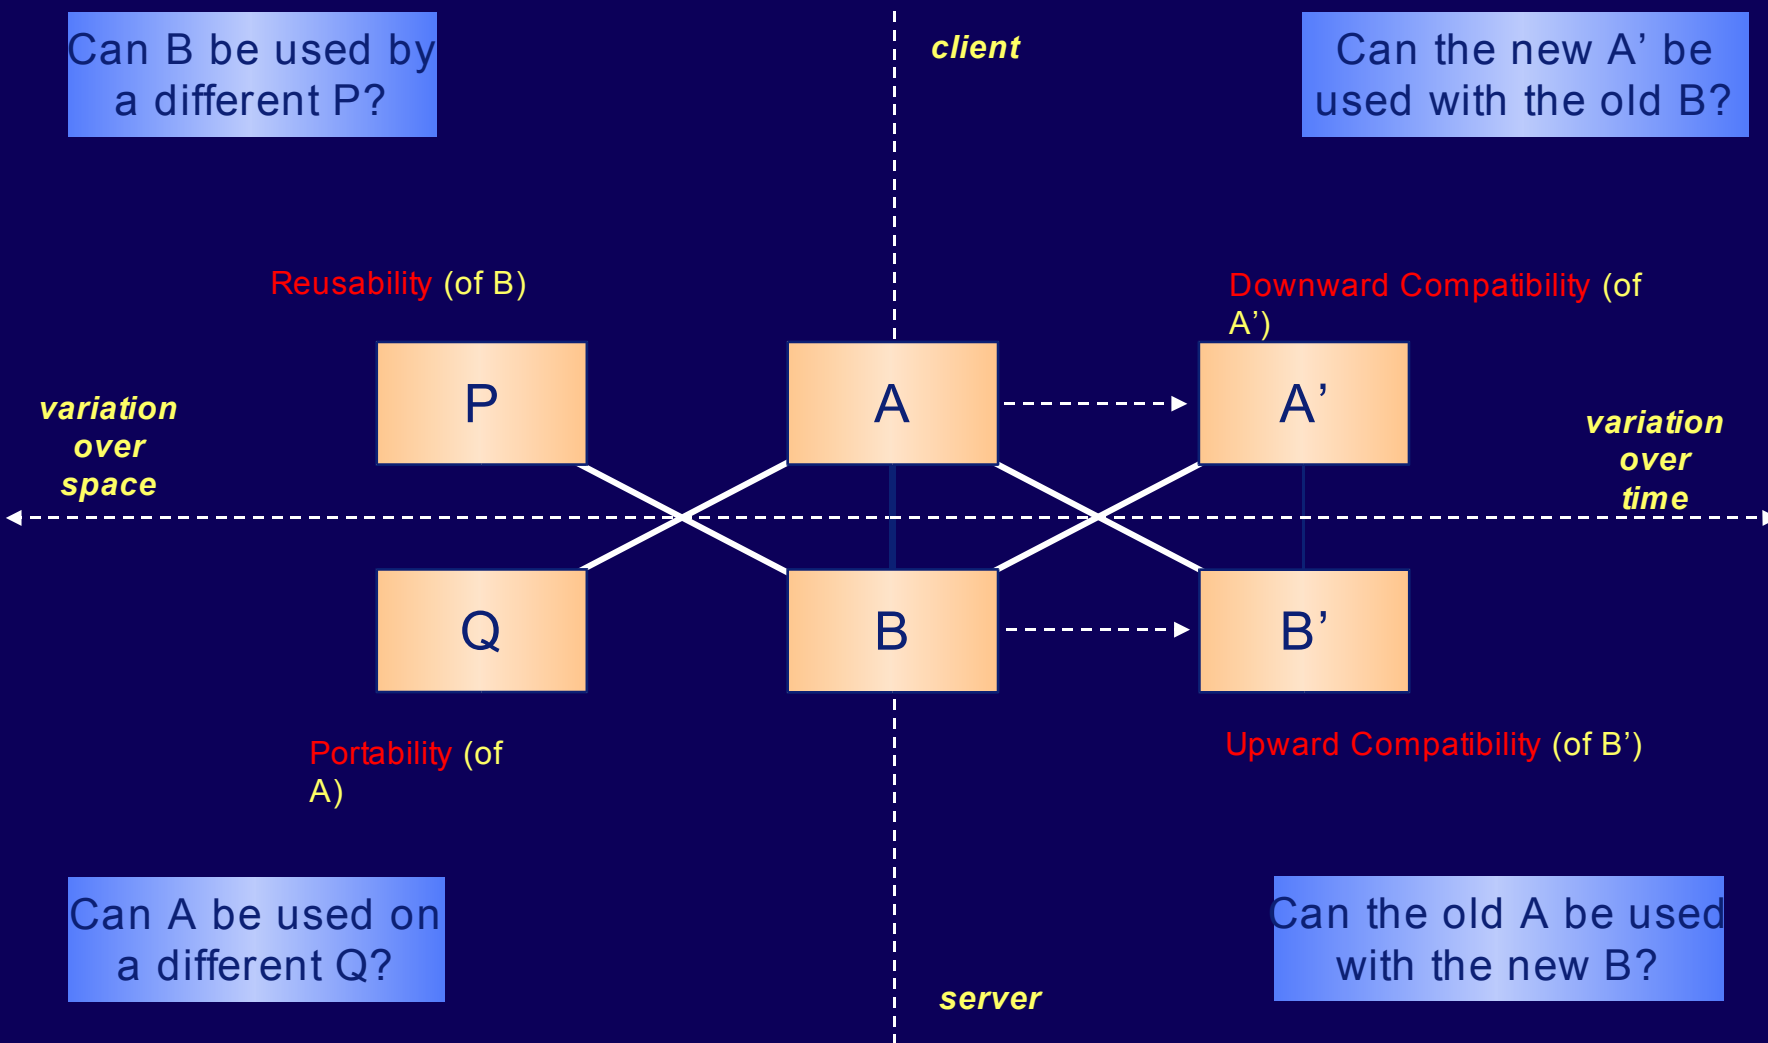 Can B be used by
a different P?
client
Can the new A’ be
used with the old B?
Reusability (of B)
Downward Compatibility (of
A’)
P
A
A’
variation
over
space
variation
over
time
Q
B
B’
Portability (of
A)
Upward Compatibility (of B’)
Can A be used on
a different Q?
server
Can the old A be used
with the new B?